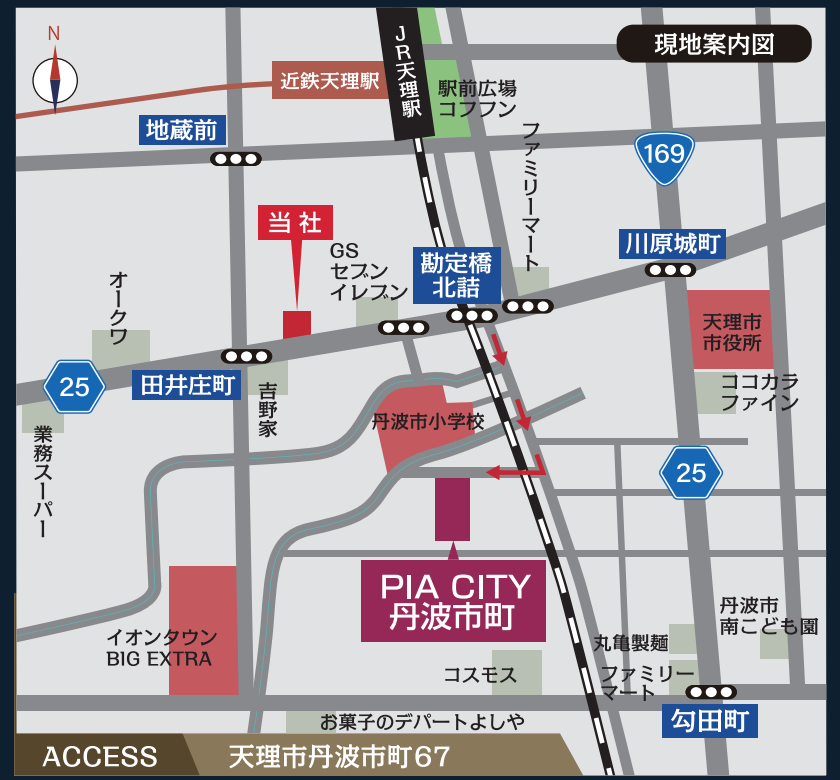 N
JR天理駅
現地案内図
近鉄天理駅
駅前広場
コフフン
地蔵前
ファミリーマート
169
当社
川原城町
GS
セブン
イレブン
勘定橋
北詰
オークワ
天理市
市役所
25
田井庄町
吉野家
ココカラ
ファイン
丹波市小学校
業務スーパー
25
PIA CITY
丹波市町
丹波市
南こども園
イオンタウン
BIG EXTRA
丸亀製麺
コスモス
ファミリー
マート
勾田町
お菓子のデパートよしや
ACCESS
天理市丹波市町67